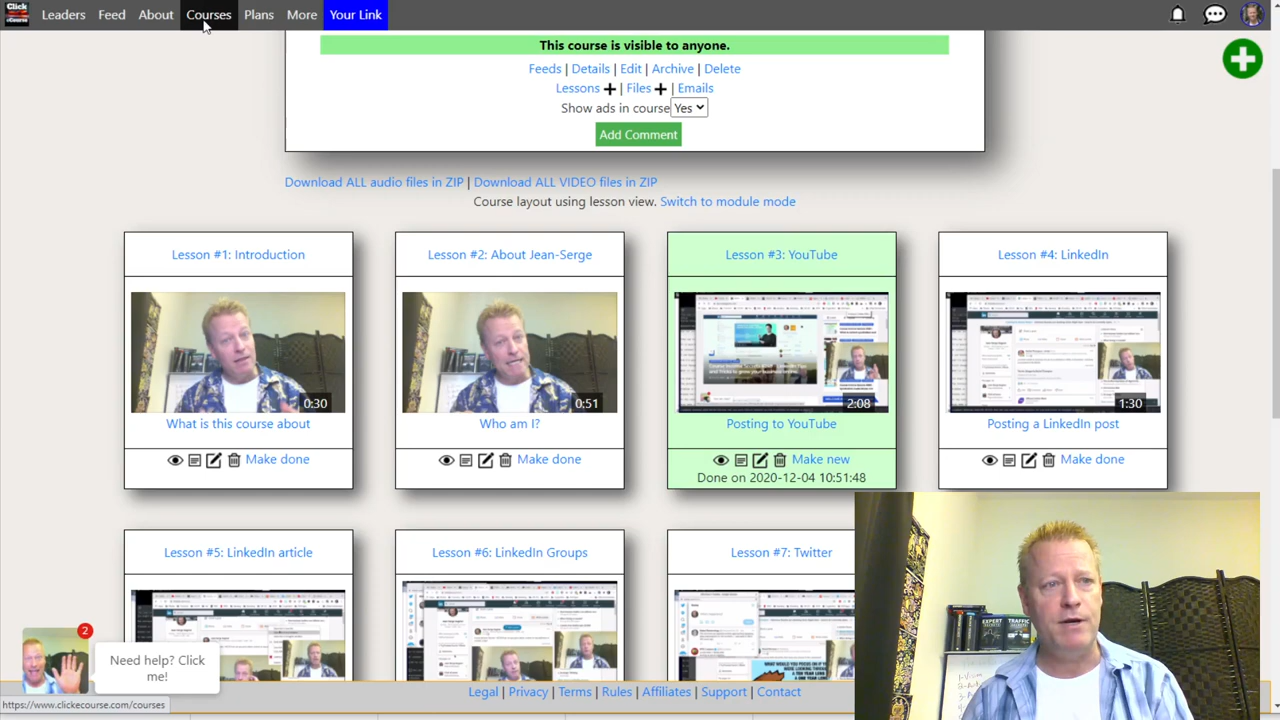 Click
eCourse
Leaders Feed About Courses Plans More Your Link
This course is visible to anyone.
Feeds | Details | Edit | Archive | Delete
Lessons | Files | Emails
Show ads in course Yes
Add Comment
Download ALL audio files in ZIP | Download ALL VIDEO files in ZIP
Course layout using lesson view. Switch to module mode
Lesson #1: Introduction
0:30
What is this course about
Make done
Lesson #2: About Jean-Serge
0:51
Who am I?
Make done
Lesson #3: YouTube
2:08
Posting to YouTube
Make new
Done on 2020-12-04 10:51:48
Lesson #4: LinkedIn
1:30
Posting a LinkedIn post
Make done
Lesson #5: LinkedIn article
Lesson #6: LinkedIn Groups
Lesson #7: Twitter
EXPERT
SECRETS
TRAFFIC
SECRETS
2
Need help? Click
me!
Legal | Privacy | Terms | Rules | Affiliates | Support | Contact
https://www.clickecourse.com/courses